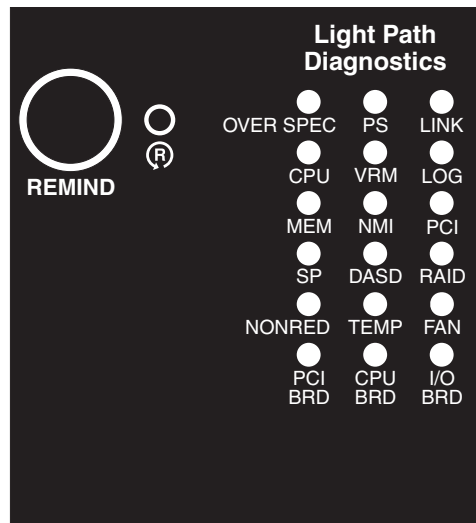 Light Path
Diagnostics
OVER SPEC PS LINK
R
CPU VRM LOG
REMIND
MEM NMI PCI
SP DASD RAID
NONRED TEMP FAN
PCI CPU I/O
BRD BRD BRD